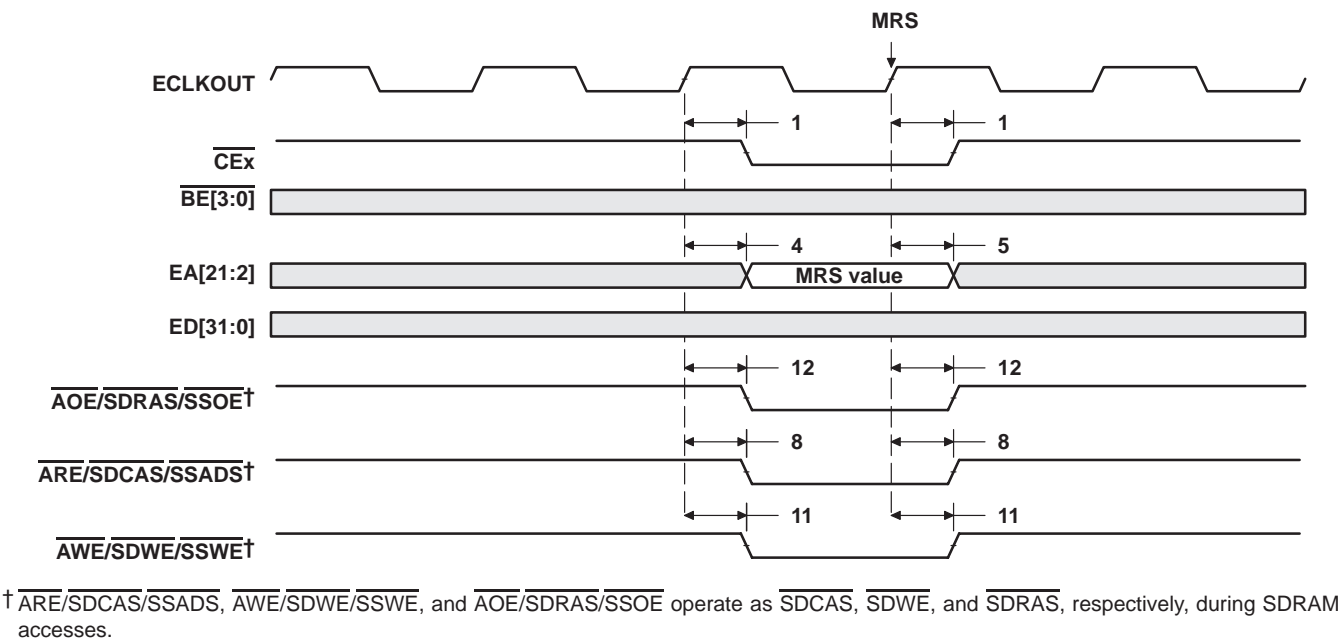 MRS
ECLKOUT
1 1
CEx
BE[3:0]
4 5
EA[21:2] MRS value
ED[31:0]
12 12
AOE/SDRAS/SSOE†
8 8
ARE/SDCAS/SSADS†
11 11
AWE/SDWE/SSWE†
† ARE/SDCAS/SSADS, AWE/SDWE/SSWE, and AOE/SDRAS/SSOE operate as SDCAS, SDWE, and SDRAS, respectively, during SDRAM
accesses.